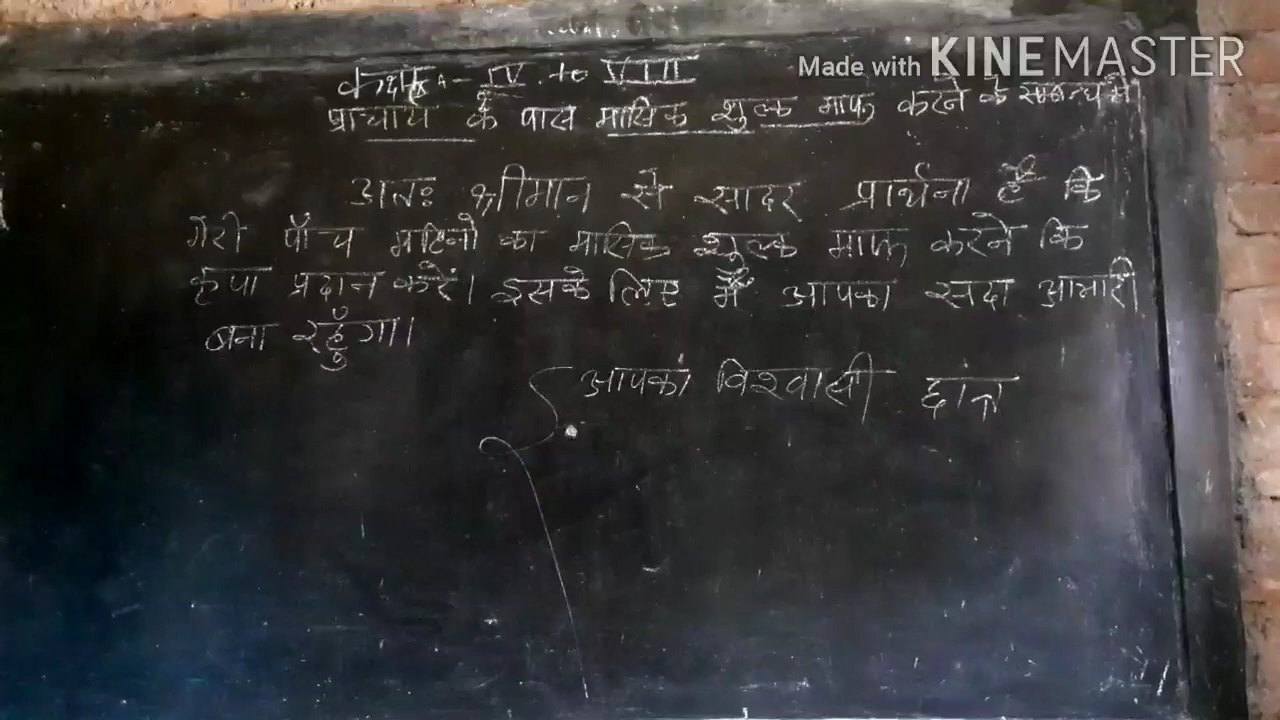 Made with KINEMASTER
कक्षा - IV to VIII
प्राचार्य के पास मासिक शुल्क माफ करने के सम्बन्ध में
अतः श्रीमान से सादर प्रार्थना है कि
मेरी पाँच महिनो का मासिक शुल्क माफ करने कि
कृपा प्रदान करें। इसके लिए मैं आपका सदा आभारी
बना रहुँगा।
आपका विश्वासी छात्र